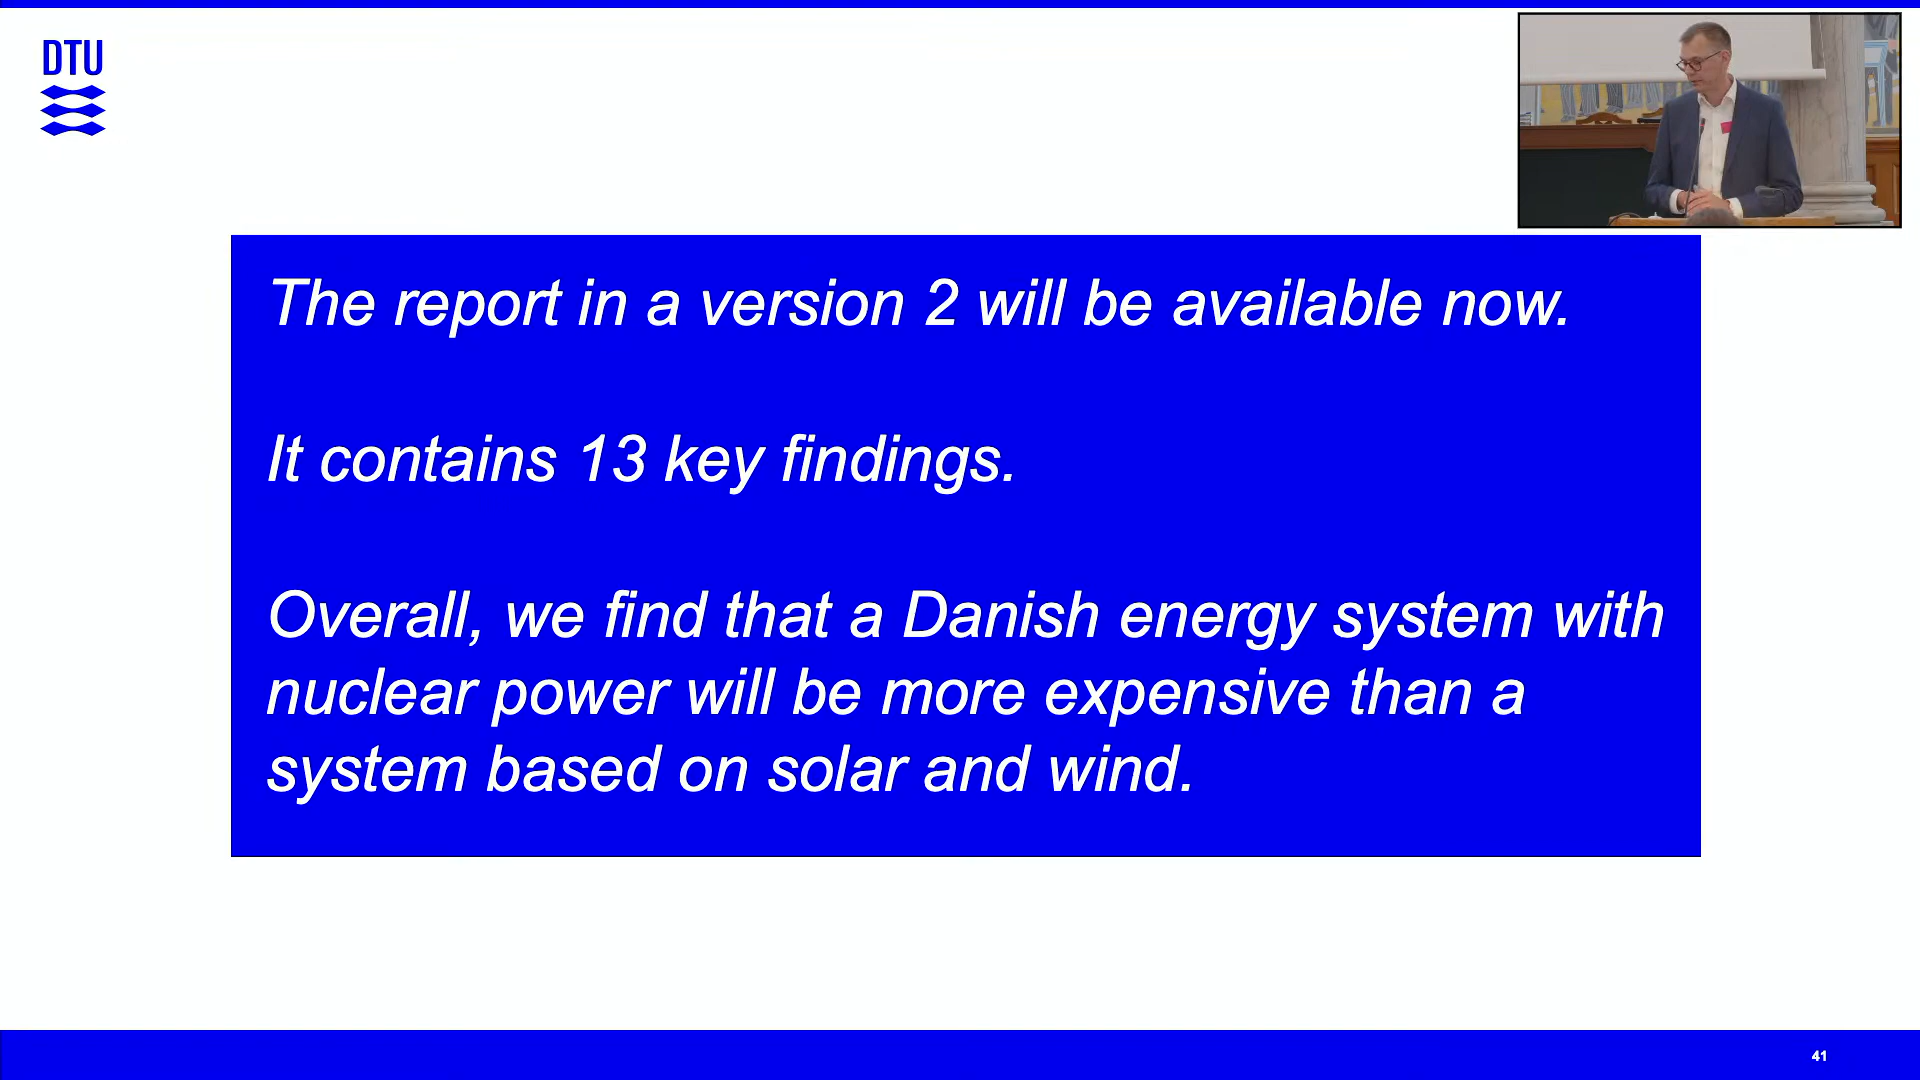 DTU
The report in a version 2 will be available now.
It contains 13 key findings.
Overall, we find that a Danish energy system with
nuclear power will be more expensive than a
system based on solar and wind.
41